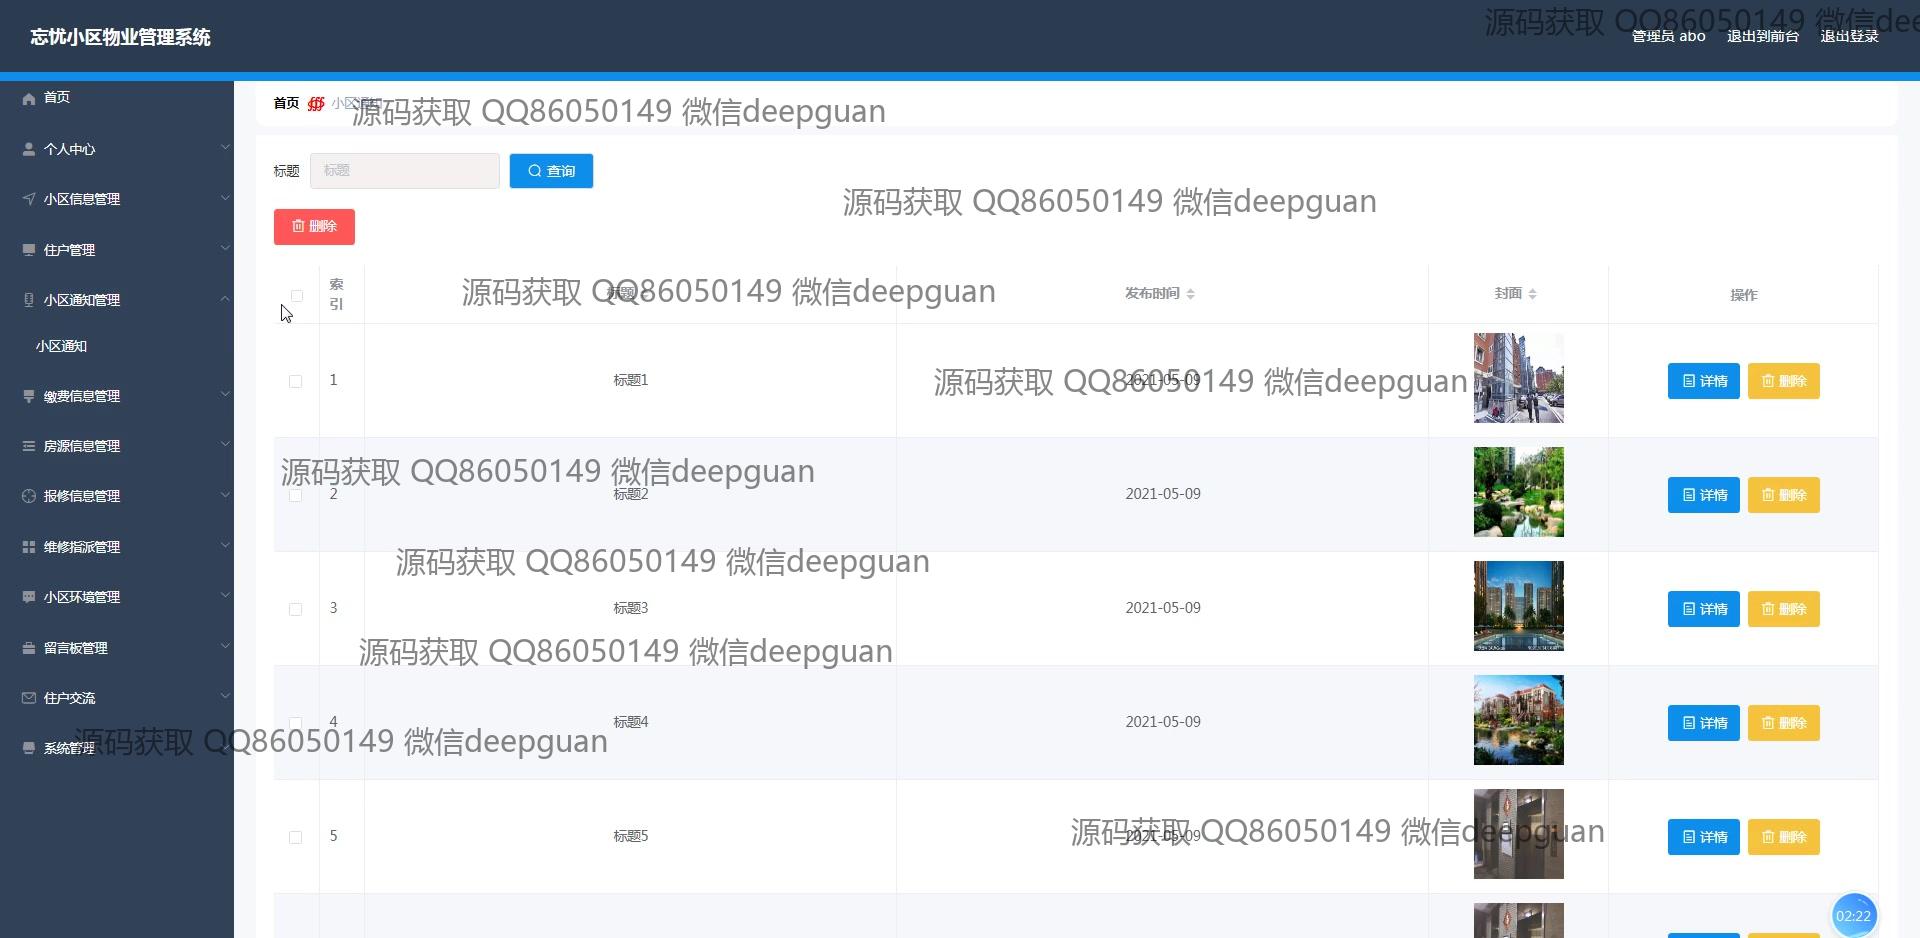 忘忧小区物业管理系统
源码获取 QQ86050149 微信dee
管理员 abo 退出到前台 退出登录
首页
个人中心
小区信息管理
住户管理
小区通知管理
小区通知
缴费信息管理
房源信息管理
报修信息管理
维修指派管理
小区环境管理
留言板管理
住户交流
系统管理
首页 小区通知
源码获取 QQ86050149 微信deepguan
标题 标题 查询
源码获取 QQ86050149 微信deepguan
删除
索引 标题 发布时间 封面 操作
源码获取 QQ86050149 微信deepguan
1 标题1 2021-05-09 详情 删除
源码获取 QQ86050149 微信deepguan
源码获取 QQ86050149 微信deepguan
2 标题2 2021-05-09 详情 删除
源码获取 QQ86050149 微信deepguan
3 标题3 2021-05-09 详情 删除
源码获取 QQ86050149 微信deepguan
4 标题4 2021-05-09 详情 删除
源码获取 QQ86050149 微信deepguan
5 标题5 2021-05-09 详情 删除
源码获取 QQ86050149 微信deepguan
02:22